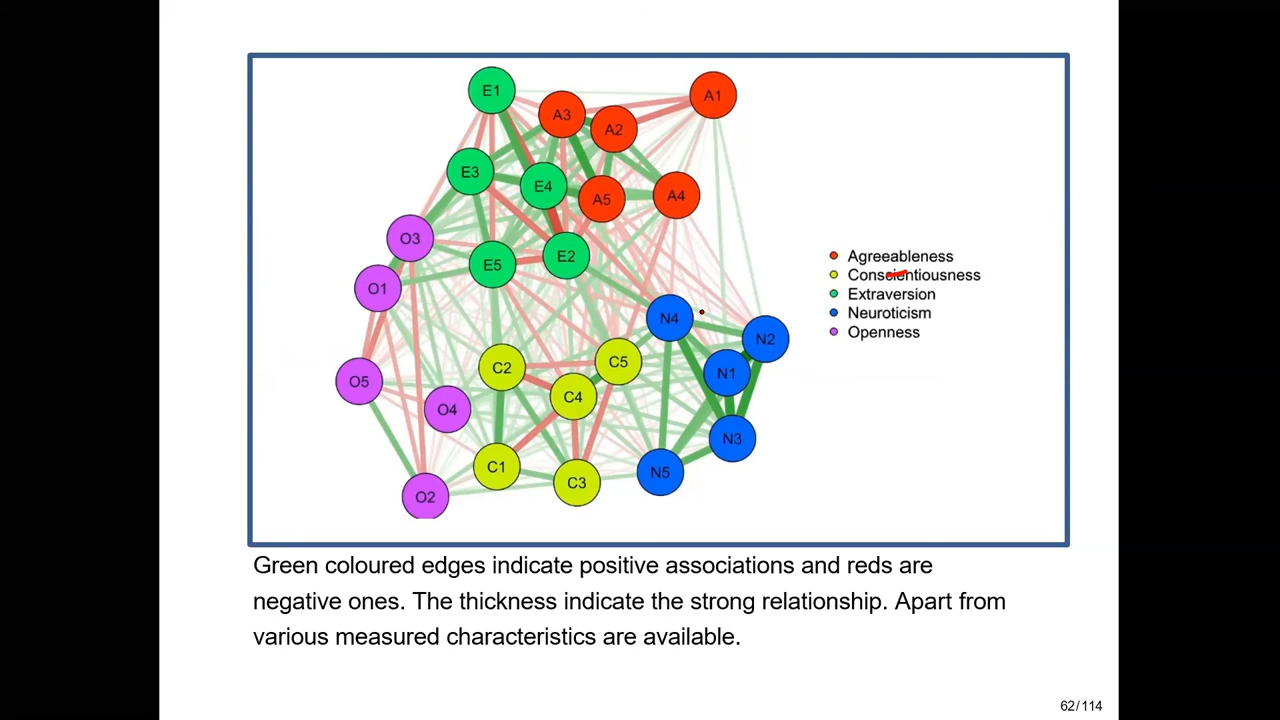 E1
A1
A3
A2
E3
E4
A5
A4
O3
E2
E5
O1
N4
N2
C5
C2
N1
O5
C4
O4
N3
C1
N5
C3
O2
Agreeableness
Conscientiousness
Extraversion
Neuroticism
Openness
Green coloured edges indicate positive associations and reds are
negative ones. The thickness indicate the strong relationship. Apart from
various measured characteristics are available.
62/114